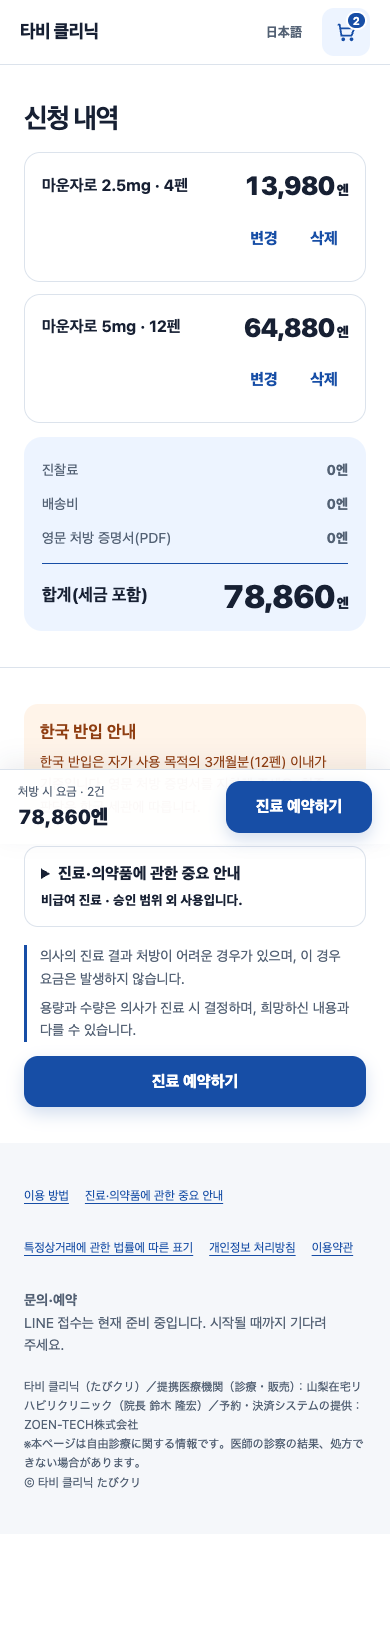 타비 클리닉
日本語
2
신청 내역
마운자로 2.5mg · 4펜
13,980엔
변경
삭제
마운자로 5mg · 12펜
64,880엔
변경
삭제
진찰료
0엔
배송비
0엔
영문 처방 증명서(PDF)
0엔
합계(세금 포함)
78,860엔
한국 반입 안내
한국 반입은 자가 사용 목적의 3개월분(12펜) 이내가
처방 시 요금 · 2건
78,860엔
진료 예약하기
▶ 진료·의약품에 관한 중요 안내
비급여 진료 · 승인 범위 외 사용입니다.
의사의 진료 결과 처방이 어려운 경우가 있으며, 이 경우
요금은 발생하지 않습니다.
용량과 수량은 의사가 진료 시 결정하며, 희망하신 내용과
다를 수 있습니다.
진료 예약하기
이용 방법
진료·의약품에 관한 중요 안내
특정상거래에 관한 법률에 따른 표기
개인정보 처리방침
이용약관
문의·예약
LINE 접수는 현재 준비 중입니다. 시작될 때까지 기다려
주세요.
타비 클리닉（たびクリ）／提携医療機関（診療・販売）：山梨在宅リ
ハビリクリニック（院長 鈴木 隆宏）／予約・決済システムの提供：
ZOEN-TECH株式会社
※本ページは自由診療に関する情報です。医師の診察の結果、処方で
きない場合があります。
© 타비 클리닉 たびクリ